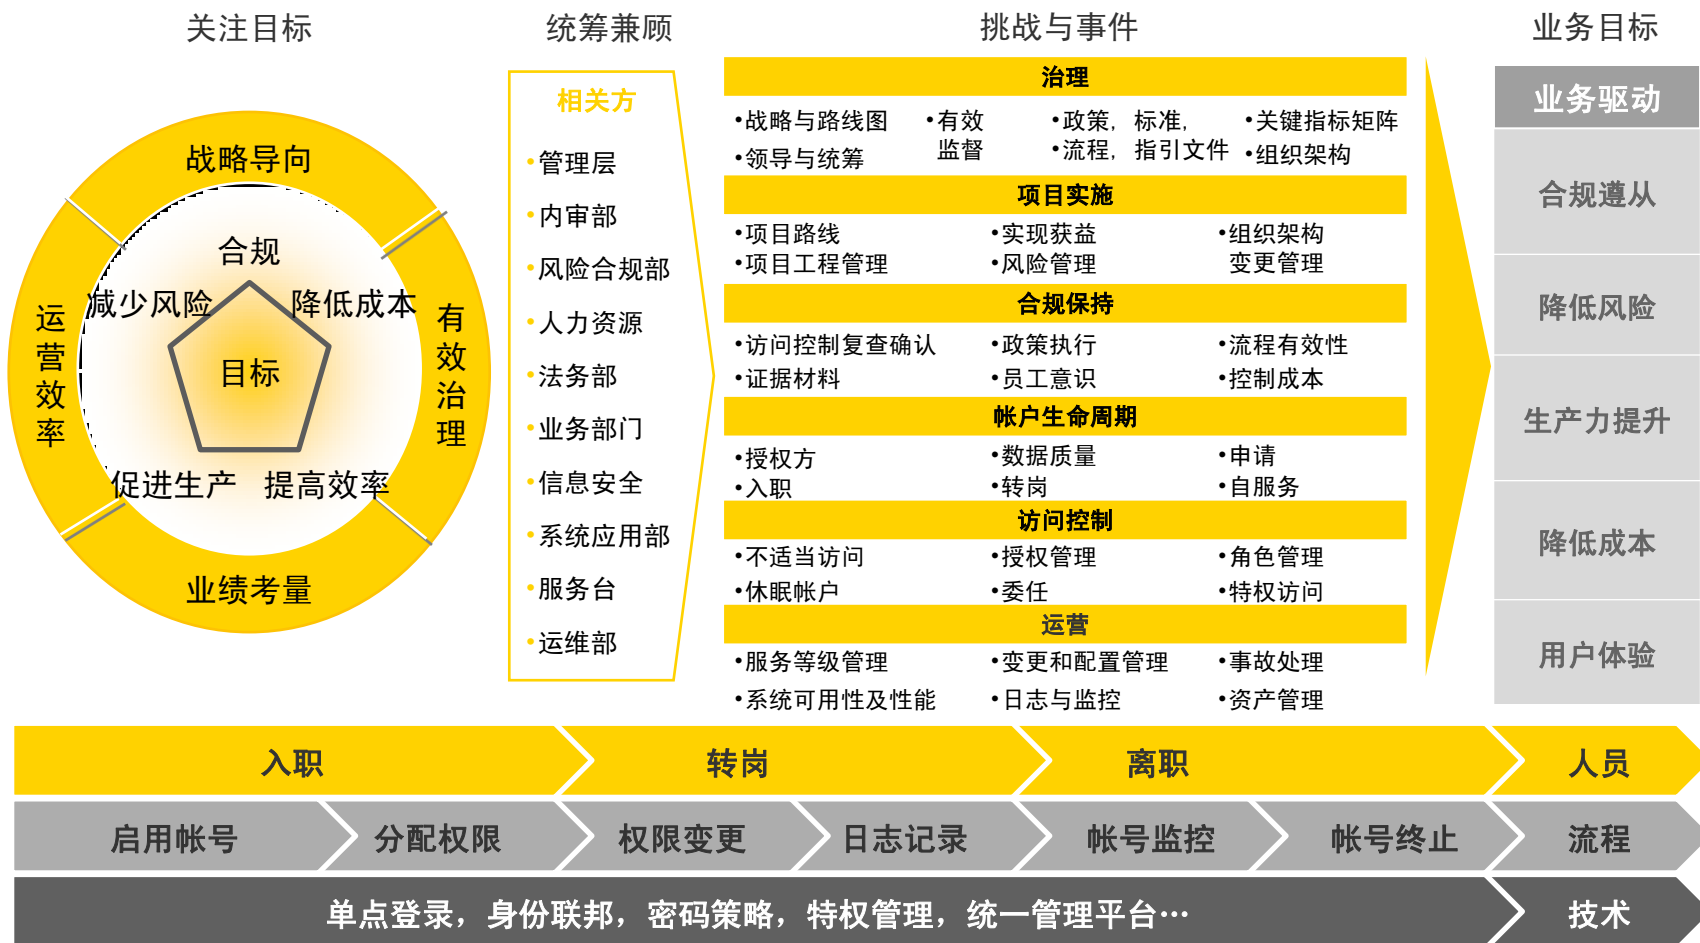 关注目标
统筹兼顾
挑战与事件
业务目标
战略导向
运营效率
有效治理
业绩考量
合规
减少风险
降低成本
目标
促进生产
提高效率
相关方
•管理层
•内审部
•风险合规部
•人力资源
•法务部
•业务部门
•信息安全
•系统应用部
•服务台
•运维部
治理
•战略与路线图
•领导与统筹
•有效
监督
•政策，标准，
•流程，指引文件
•关键指标矩阵
•组织架构
项目实施
•项目路线
•项目工程管理
•实现获益
•风险管理
•组织架构
变更管理
合规保持
•访问控制复查确认
•证据材料
•政策执行
•员工意识
•流程有效性
•控制成本
帐户生命周期
•授权方
•入职
•数据质量
•转岗
•申请
•自服务
访问控制
•不适当访问
•休眠帐户
•授权管理
•委任
•角色管理
•特权访问
运营
•服务等级管理
•系统可用性及性能
•变更和配置管理
•日志与监控
•事故处理
•资产管理
业务驱动
合规遵从
降低风险
生产力提升
降低成本
用户体验
入职
转岗
离职
人员
启用帐号
分配权限
权限变更
日志记录
帐号监控
帐号终止
流程
单点登录，身份联邦，密码策略，特权管理，统一管理平台…
技术